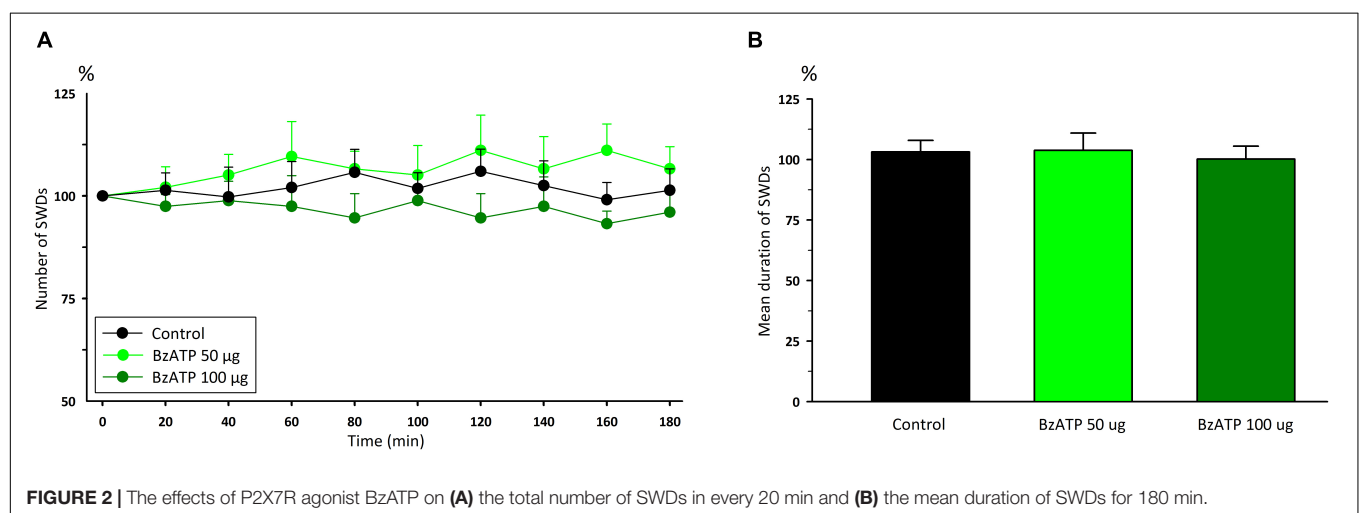 A
%
125
100
75
50
Number of SWDs
Control
BzATP 50 µg
BzATP 100 µg
0 20 40 60 80 100 120 140 160 180
Time (min)
B
%
125
100
75
50
25
0
Mean duration of SWDs
Control BzATP 50 ug BzATP 100 ug
FIGURE 2 | The effects of P2X7R agonist BzATP on (A) the total number of SWDs in every 20 min and (B) the mean duration of SWDs for 180 min.